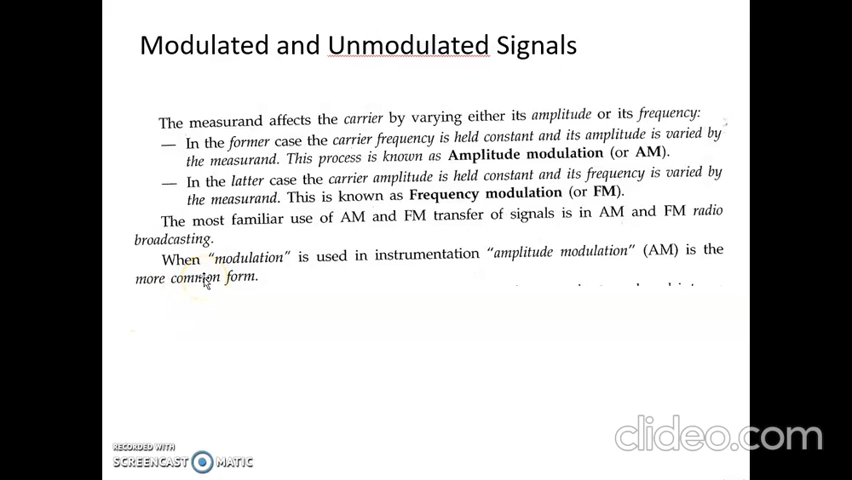 Modulated and Unmodulated Signals
The measurand affects the carrier by varying either its amplitude or its frequency:
— In the former case the carrier frequency is held constant and its amplitude is varied by
the measurand. This process is known as Amplitude modulation (or AM).
— In the latter case the carrier amplitude is held constant and its frequency is varied by
the measurand. This is known as Frequency modulation (or FM).
The most familiar use of AM and FM transfer of signals is in AM and FM radio
broadcasting.
When "modulation" is used in instrumentation "amplitude modulation" (AM) is the
more common form.
RECORDED WITH
SCREENCAST MATIC
clideo.com